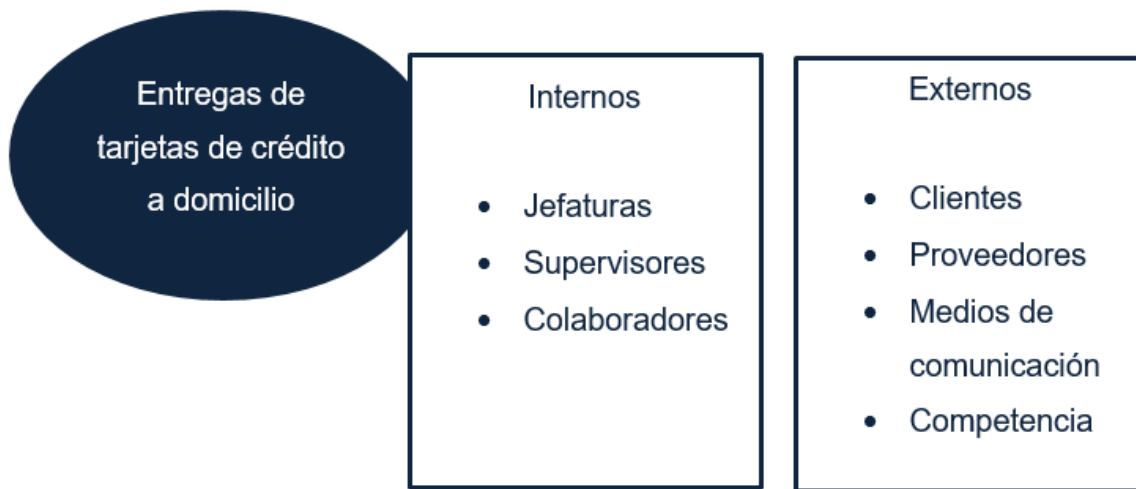 Entregas de
tarjetas de crédito
a domicilio
Internos
• Jefaturas
• Supervisores
• Colaboradores
Externos
• Clientes
• Proveedores
• Medios de
comunicación
• Competencia